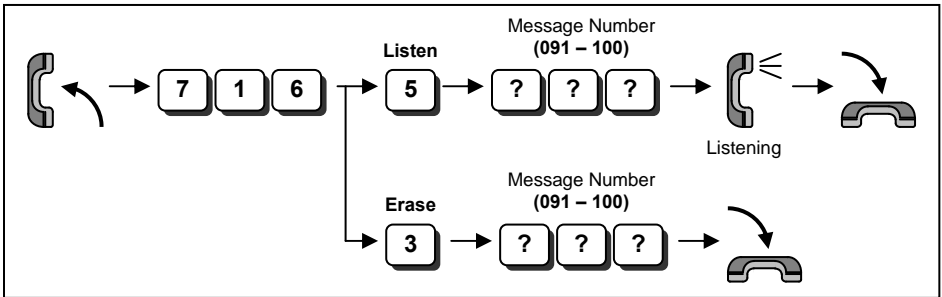 Message Number
(091 – 100)
Listen
7 1 6 5 ? ? ?
Listening
Message Number
(091 – 100)
Erase
3 ? ? ?